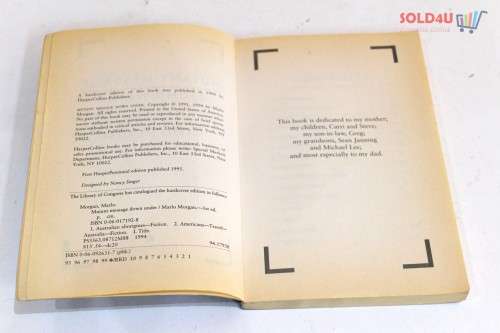 SOLD4U
A hardcover edition of this book was published in 1994 by
HarperCollins Publishers.
MUTANT MESSAGE DOWN UNDER. Copyright © 1991, 1994 by Marlo
Morgan. All rights reserved. Printed in the United States of America.
No part of this book may be used or reproduced in any manner whatsoever
without written permission except in the case of brief quotations
embodied in critical articles and reviews. For information address
HarperCollins Publishers, Inc., 10 East 53rd Street, New York, NY
10022.
HarperCollins books may be purchased for educational, business, or
sales promotional use. For information please write: Special Markets
Department, HarperCollins Publishers, Inc., 10 East 53rd Street, New
York, NY 10022.
First HarperPerennial edition published 1995.
Designed by Nancy Singer
The Library of Congress has catalogued the hardcover edition as follows:
Morgan, Marlo.
Mutant message down under / Marlo Morgan.—1st ed.
p. cm.
ISBN 0-06-017192-8
1. Australian aborigines—Fiction. 2. Americans—Travel—
Australia—Fiction. I. Title.
1994
813'.54—dc20
ISBN 0-06-092631-7 (pbk.)
95 96 97 98 99 RRD 10 9 8 7 6 5 4 3 2 1
This book is dedicated to my mother;
my children, Carri and Steve;
my son-in-law, Greg;
my grandsons, Sean Janning
and Michael Lee;
and most especially to my dad.